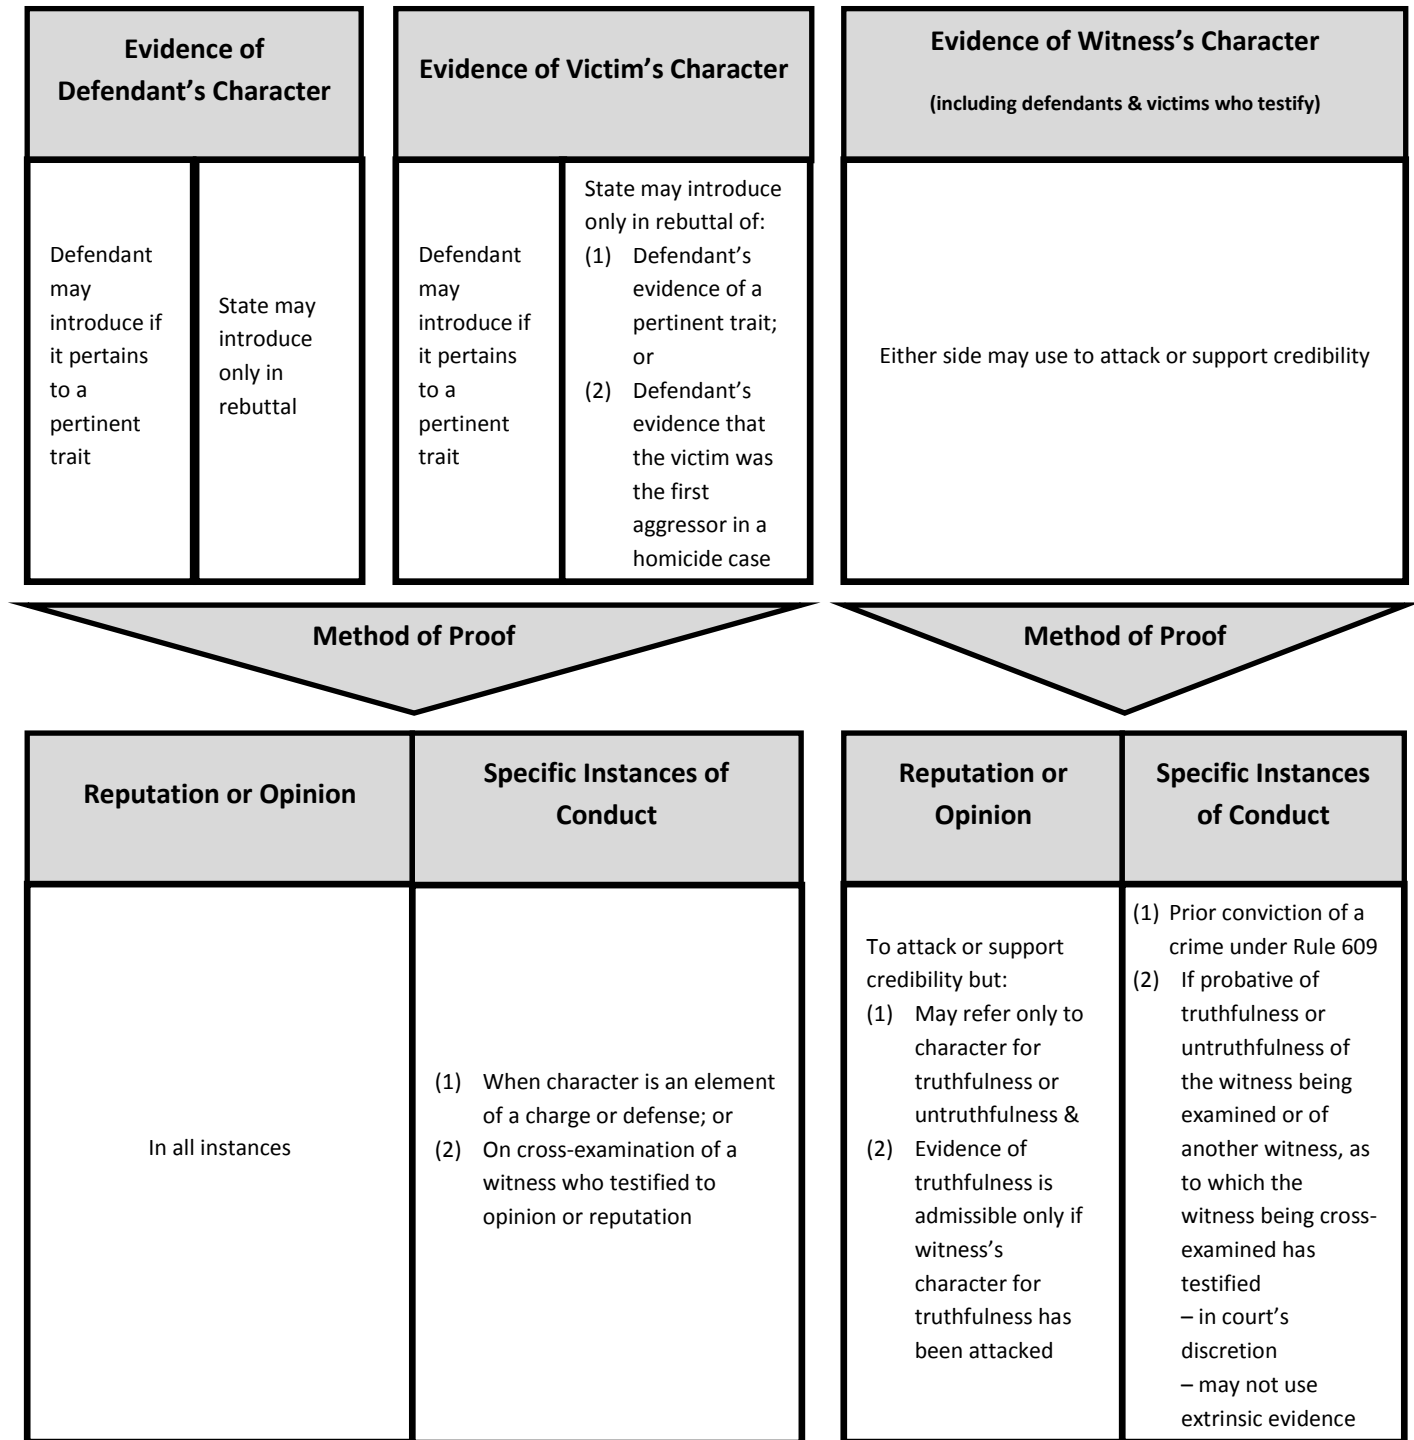 Evidence of
Defendant’s Character
Defendant
may
introduce if
it pertains
to a
pertinent
trait
State may
introduce
only in
rebuttal
Evidence of Victim’s Character
Defendant
may
introduce if
it pertains
to a
pertinent
trait
State may introduce
only in rebuttal of:
(1) Defendant’s
evidence of a
pertinent trait;
or
(2) Defendant’s
evidence that
the victim was
the first
aggressor in a
homicide case
Evidence of Witness’s Character
(including defendants & victims who testify)
Either side may use to attack or support credibility
Method of Proof
Method of Proof
Reputation or Opinion
In all instances
Specific Instances of
Conduct
(1) When character is an element
of a charge or defense; or
(2) On cross-examination of a
witness who testified to
opinion or reputation
Reputation or
Opinion
To attack or support
credibility but:
(1) May refer only to
character for
truthfulness or
untruthfulness &
(2) Evidence of
truthfulness is
admissible only if
witness’s
character for
truthfulness has
been attacked
Specific Instances
of Conduct
(1) Prior conviction of a
crime under Rule 609
(2) If probative of
truthfulness or
untruthfulness of
the witness being
examined or of
another witness, as
to which the
witness being cross-
examined has
testified
– in court’s
discretion
– may not use
extrinsic evidence